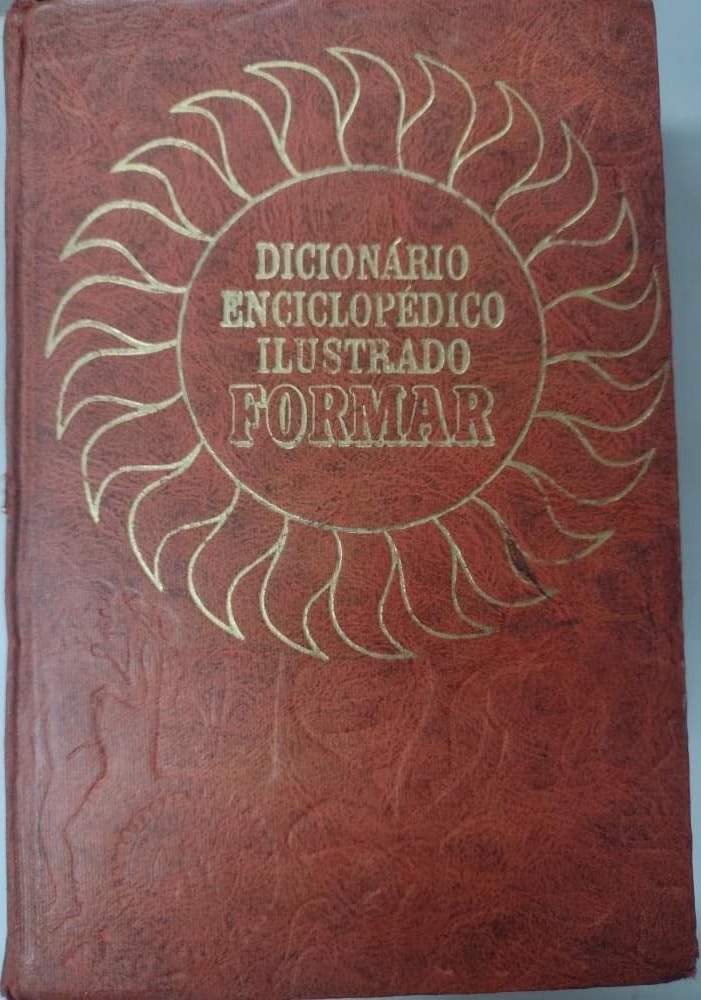 DICIONÁRIO
ENCICLOPÉDICO
ILUSTRADO
FORMAR